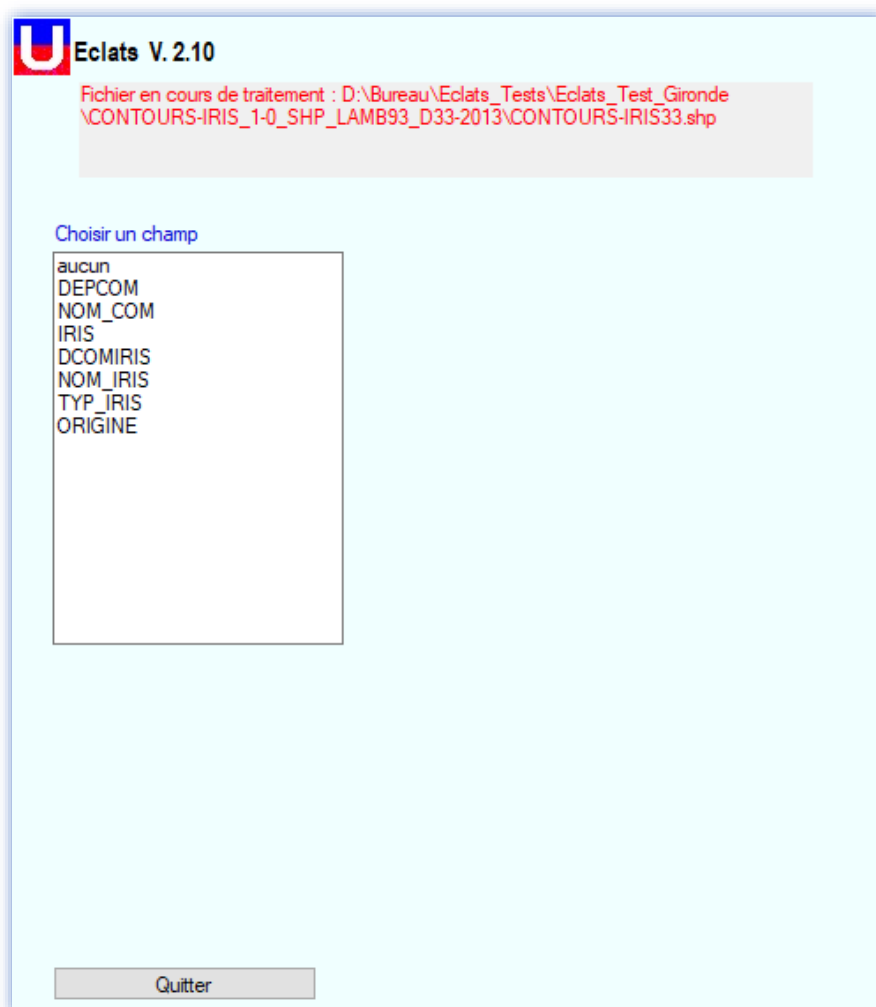 U Eclats V. 2.10
Fichier en cours de traitement : D:\Bureau\Eclats_Tests\Eclats_Test_Gironde
\CONTOURS-IRIS_1-0_SHP_LAMB93_D33-2013\CONTOURS-IRIS33.shp
Choisir un champ
aucun
DEPCOM
NOM_COM
IRIS
DCOMIRIS
NOM_IRIS
TYP_IRIS
ORIGINE
Quitter